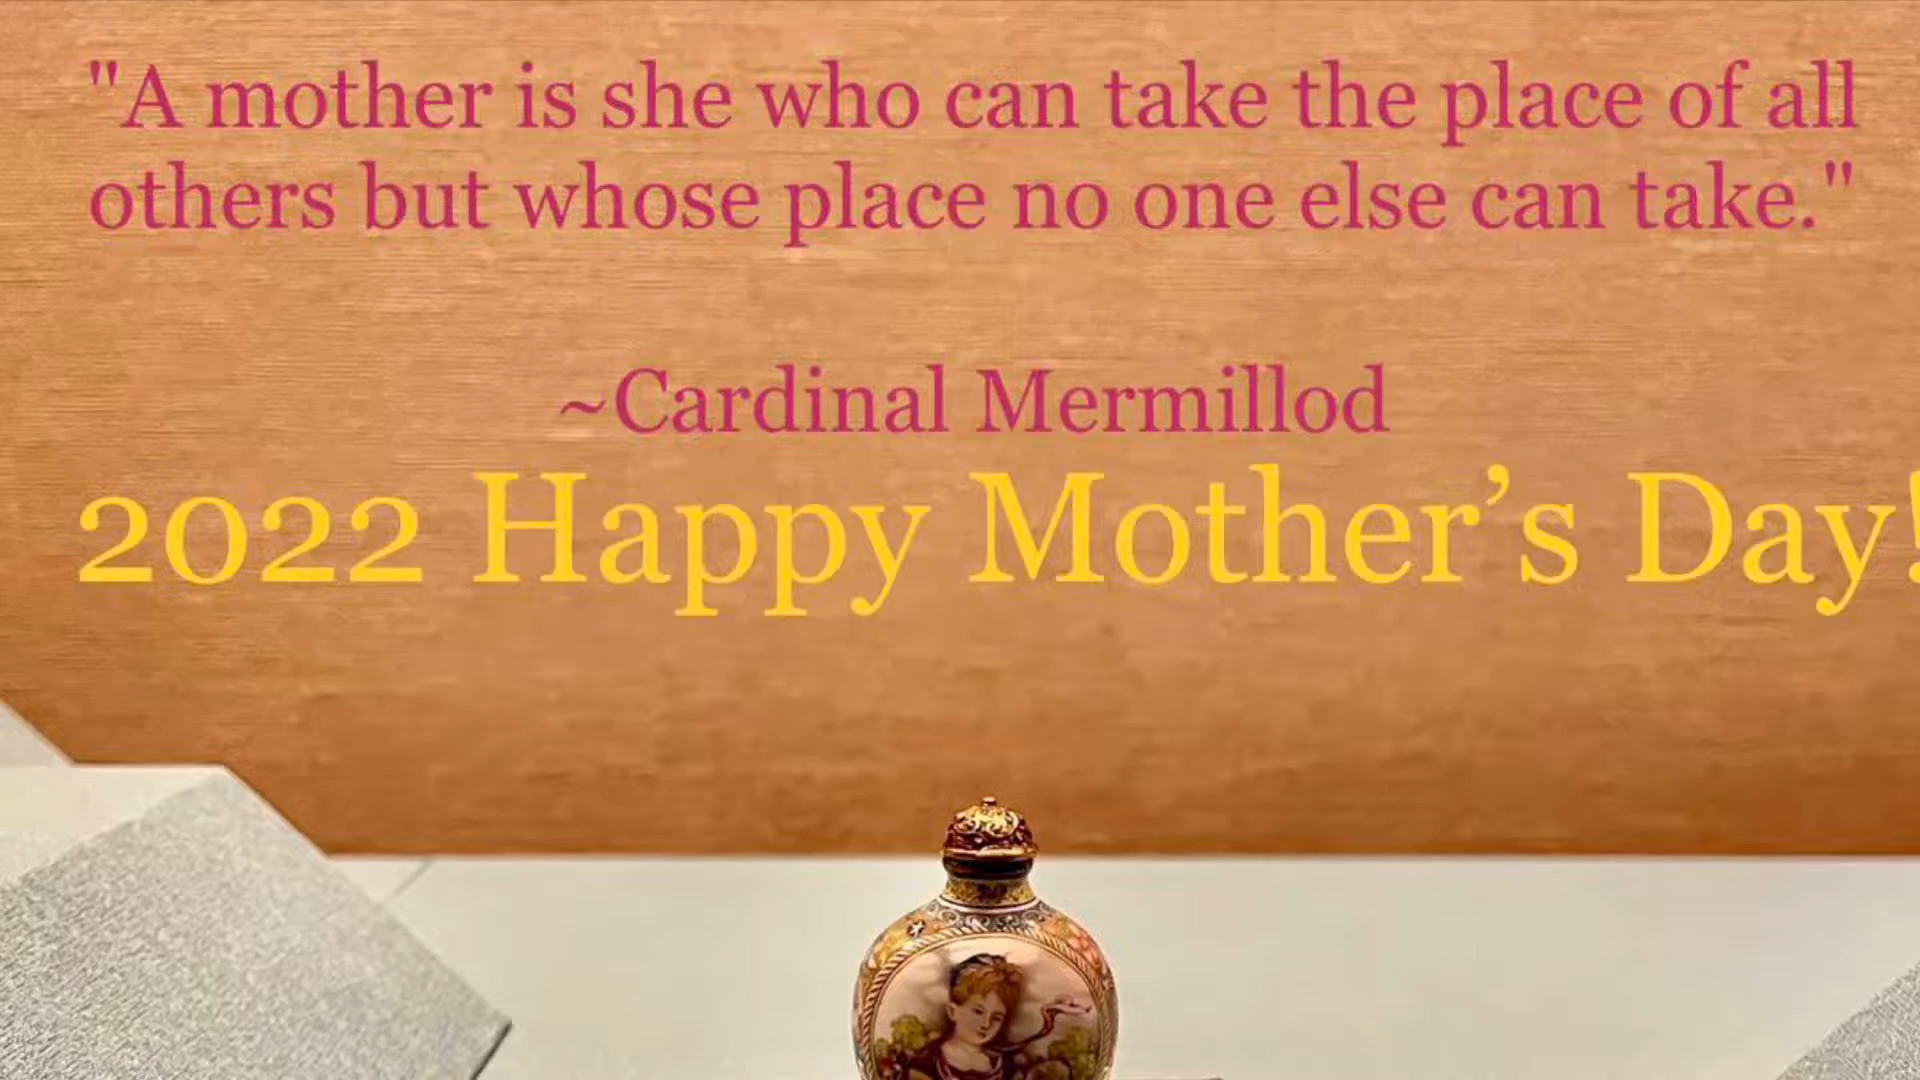 "A mother is she who can take the place of all
others but whose place no one else can take."
~Cardinal Mermillod
2022 Happy Mother’s Day!